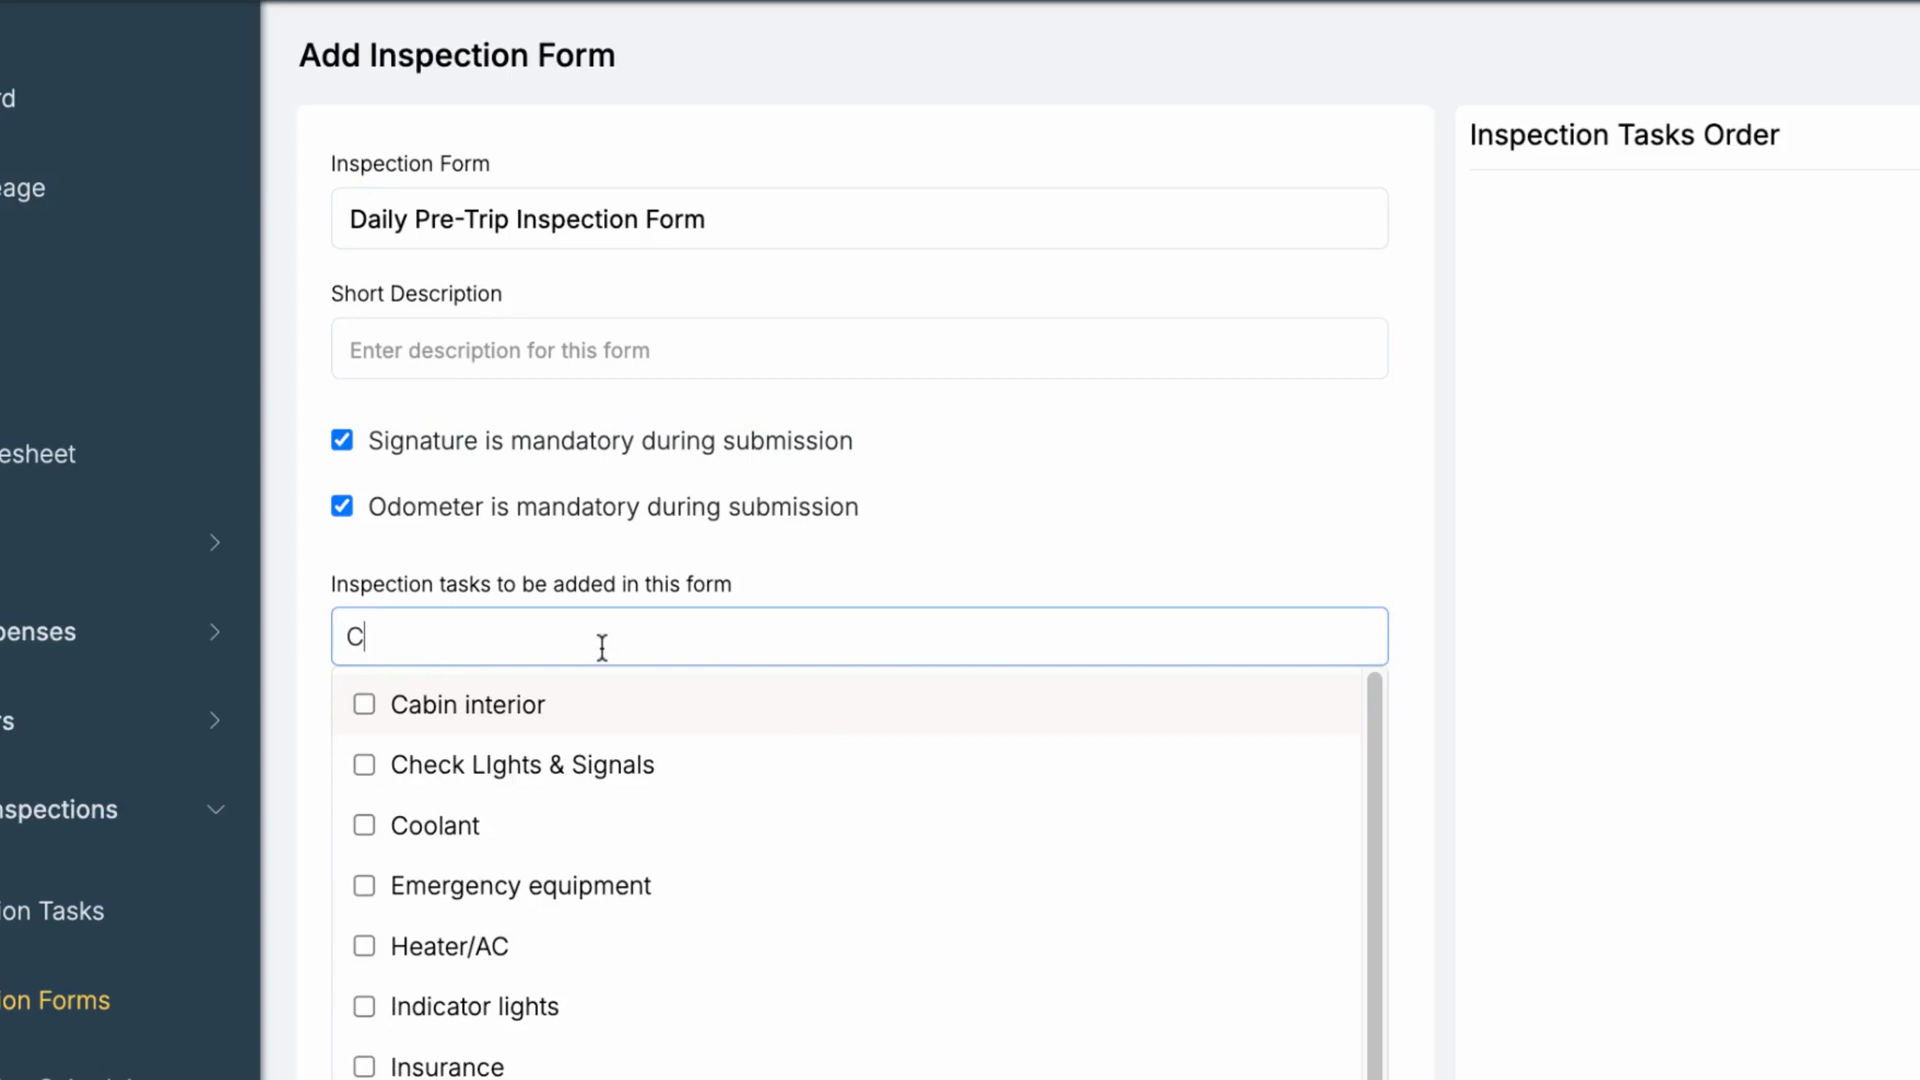 Add Inspection Form
Inspection Form
Daily Pre-Trip Inspection Form
Short Description
Enter description for this form
Signature is mandatory during submission
Odometer is mandatory during submission
Inspection tasks to be added in this form
C
Cabin interior
Check LIghts & Signals
Coolant
Emergency equipment
Heater/AC
Indicator lights
Insurance
Inspection Tasks Order
rd
eage
esheet
penses
rs
nspections
ion Tasks
ion Forms